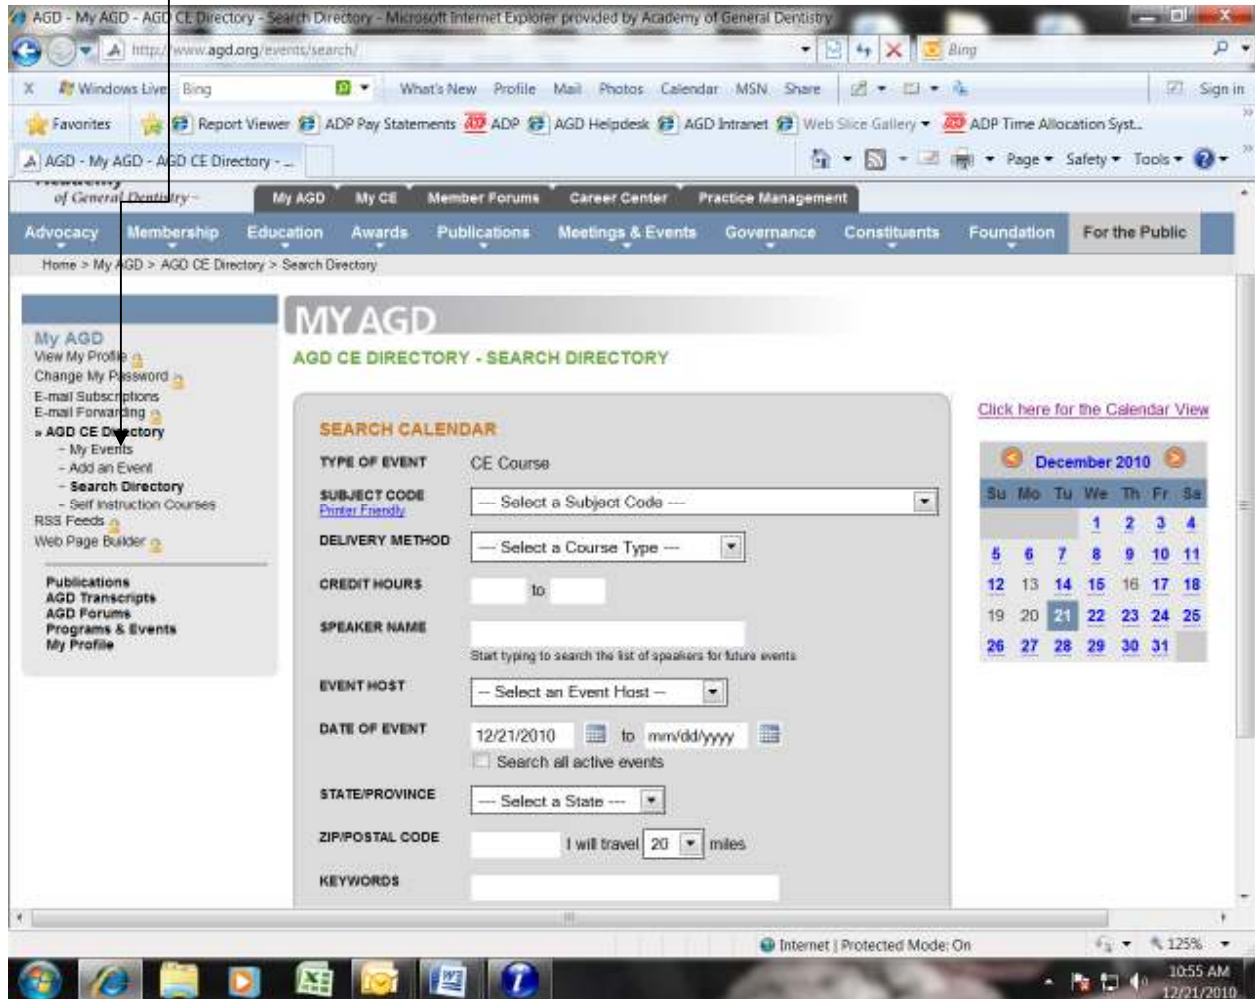 AGD - My AGD - AGD CE Directory - Search Directory - Microsoft Internet Explorer provided by Academy of General Dentistry
http://www.agd.org/events/search/
Bing
X Windows Live Bing What's New Profile Mail Photos Calendar MSN Share Sign in
Favorites Report Viewer ADP Pay Statements ADP AGD Helpdesk AGD Intranet Web Slice Gallery ADP Time Allocation Syst...
AGD - My AGD - AGD CE Directory - ... Page Safety Tools
Academy
of General Dentistry
My AGD My CE Member Forums Career Center Practice Management
Advocacy Membership Education Awards Publications Meetings & Events Governance Constituents Foundation For the Public
Home > My AGD > AGD CE Directory > Search Directory
My AGD
View My Profile
Change My Password
E-mail Subscriptions
E-mail Forwarding
» AGD CE Directory
- My Events
- Add an Event
- Search Directory
- Self Instruction Courses
RSS Feeds
Web Page Builder
Publications
AGD Transcripts
AGD Forums
Programs & Events
My Profile
MY AGD
AGD CE DIRECTORY - SEARCH DIRECTORY
SEARCH CALENDAR
TYPE OF EVENT CE Course
SUBJECT CODE --- Select a Subject Code ---
Printer Friendly
DELIVERY METHOD --- Select a Course Type ---
CREDIT HOURS to
SPEAKER NAME
Start typing to search the list of speakers for future events
EVENT HOST -- Select an Event Host --
DATE OF EVENT 12/21/2010 to mm/dd/yyyy
Search all active events
STATE/PROVINCE --- Select a State ---
ZIP/POSTAL CODE I will travel 20 miles
KEYWORDS
Click here for the Calendar View
December 2010
Su Mo Tu We Th Fr Sa
1 2 3 4
5 6 7 8 9 10 11
12 13 14 15 16 17 18
19 20 21 22 23 24 25
26 27 28 29 30 31
Internet | Protected Mode: On 125%
10:55 AM
12/21/2010